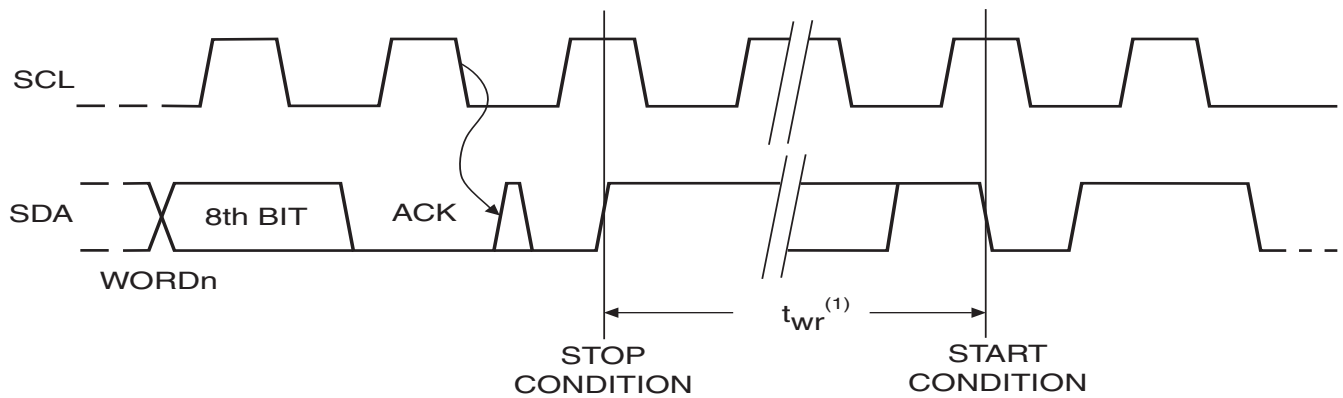 SCL
SDA
8th BIT
ACK
WORDn
twr(1)
STOP
CONDITION
START
CONDITION